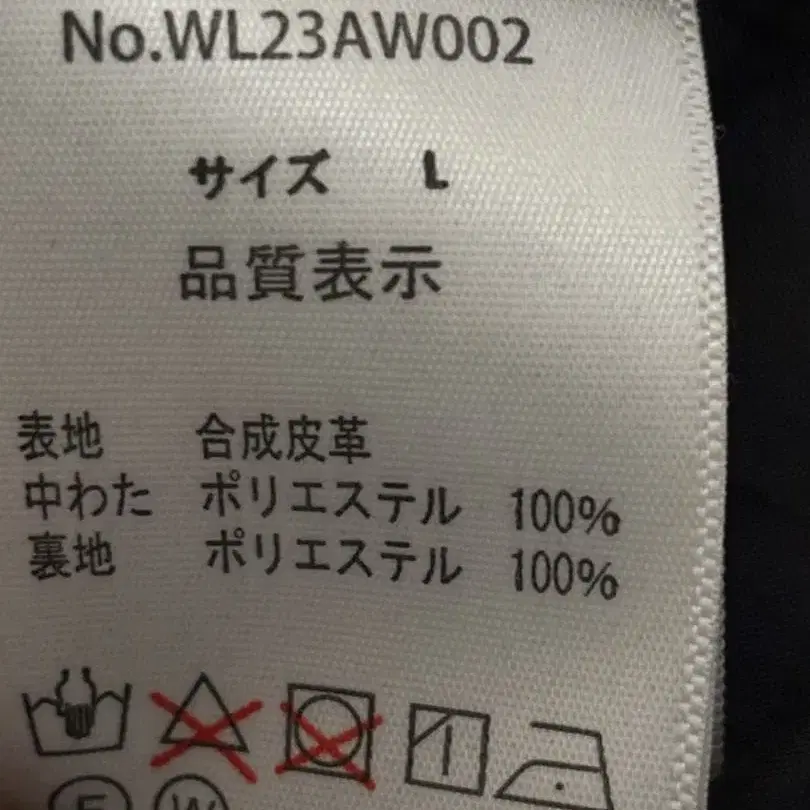 No.WL23AW002
サイズ L
品質表示
表地 合成皮革
中わた ポリエステル 100%
裏地 ポリエステル 100%
F W